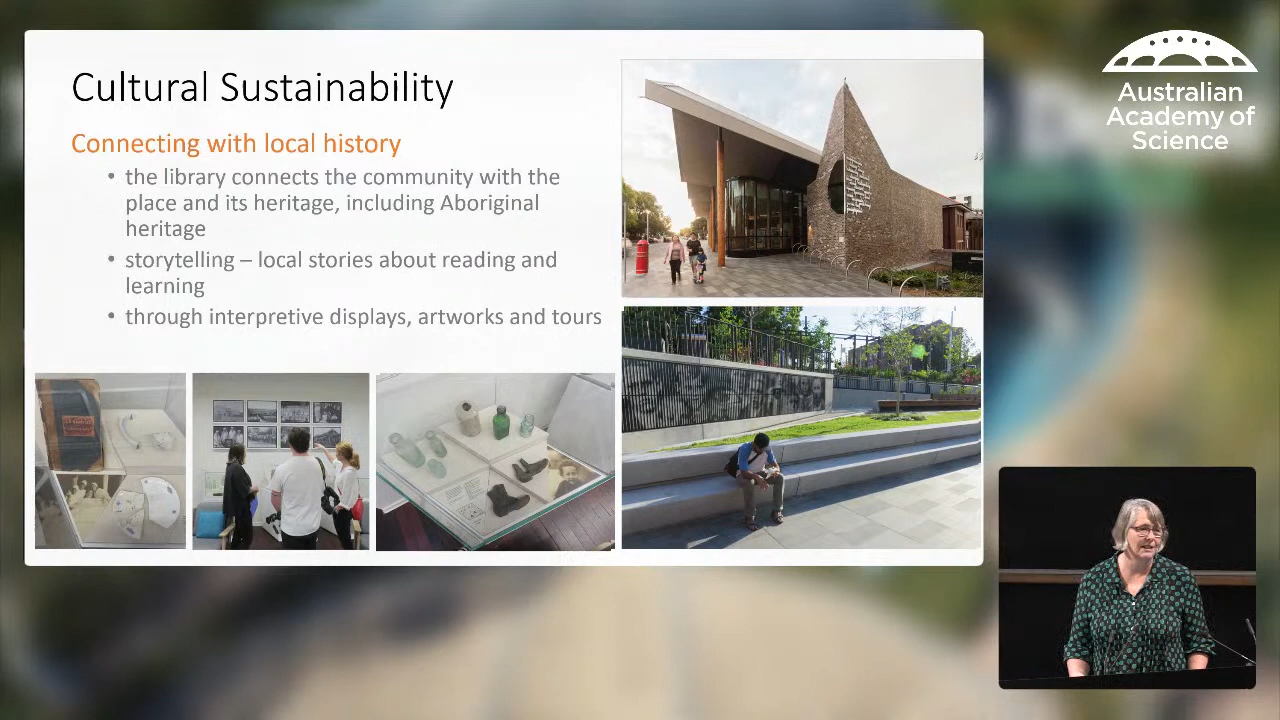 Cultural Sustainability
Connecting with local history
• the library connects the community with the
place and its heritage, including Aboriginal
heritage
• storytelling – local stories about reading and
learning
• through interpretive displays, artworks and tours
Australian
Academy of
Science